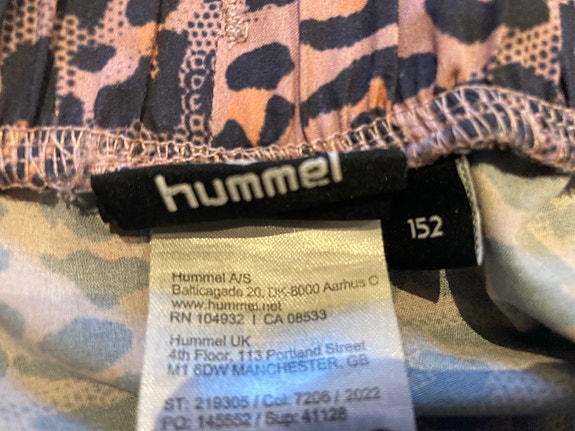 hummel
152
Hummel A/S
Balticagade 20, DK-8000 Aarhus C
www.hummel.net
RN 104932 I CA 08533
Hummel UK
4th Floor, 113 Portland Street
M1 6DW MANCHESTER, GB
ST: 219305 / Col: 7206 / 2022
PO: 145552 / Sup: 41128